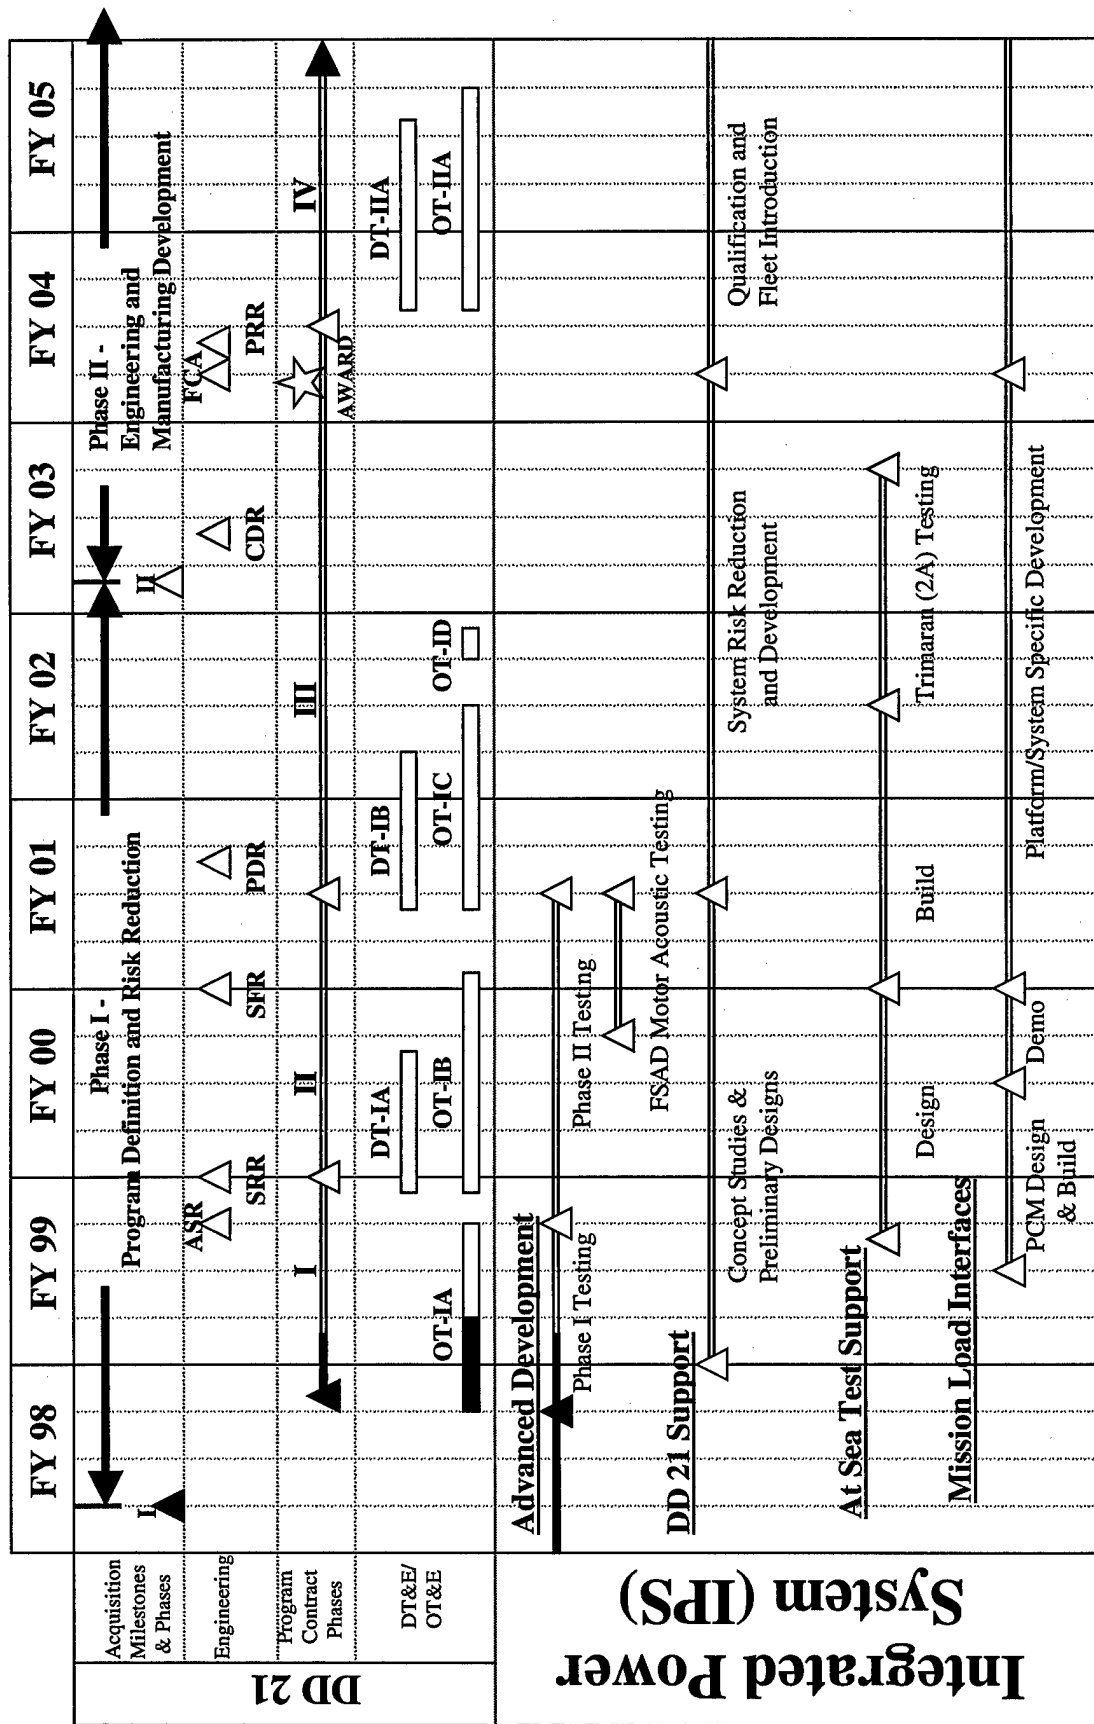 FY 98 FY 99 FY 00 FY 01 FY 02 FY 03 FY 04 FY 05
DD 21
Acquisition
Milestones
& Phases
I
Phase I -
Program Definition and Risk Reduction
II
Phase II -
Engineering and
Manufacturing Development
Engineering
ASR
SRR
SFR
PDR
CDR
FCA
PRR
Program
Contract
Phases
I
II
III
IV
AWARD
DT&E/
OT&E
DT-IA
DT-IB
DT-IIA
OT-IA
OT-IB
OT-IC
OT-ID
OT-IIA
Integrated Power
System (IPS)
Advanced Development
Phase I Testing
Phase II Testing
FSAD Motor Acoustic Testing
DD 21 Support
Concept Studies &
Preliminary Designs
System Risk Reduction
and Development
Qualification and
Fleet Introduction
At Sea Test Support
Design
Build
Trimaran (2A) Testing
Mission Load Interfaces
PCM Design
& Build
Demo
Platform/System Specific Development